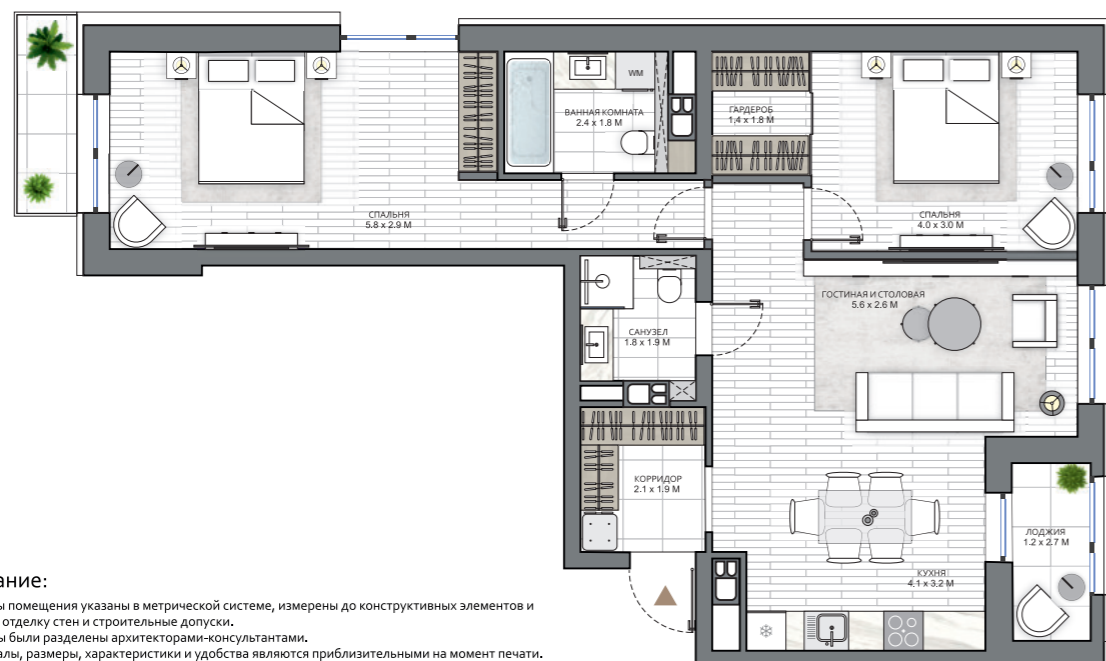 ВАННАЯ КОМНАТА
2.4 x 1.8 М
WM
ГАРДЕРОБ
1.4 x 1.8 М
СПАЛЬНЯ
5.8 x 2.9 М
СПАЛЬНЯ
4.0 x 3.0 М
ГОСТИНАЯ И СТОЛОВАЯ
5.6 x 2.6 М
САНУЗЕЛ
1.8 x 1.9 М
КОРРИДОР
2.1 x 1.9 М
ЛОДЖИЯ
1.2 x 2.7 М
КУХНЯ
4.1 x 3.2 М
ание:
ы помещения указаны в метрической системе, измерены до конструктивных элементов и
отделку стен и строительные допуски.
ы были разделены архитекторами-консультантами.
алы, размеры, характеристики и удобства являются приблизительными на момент печати.